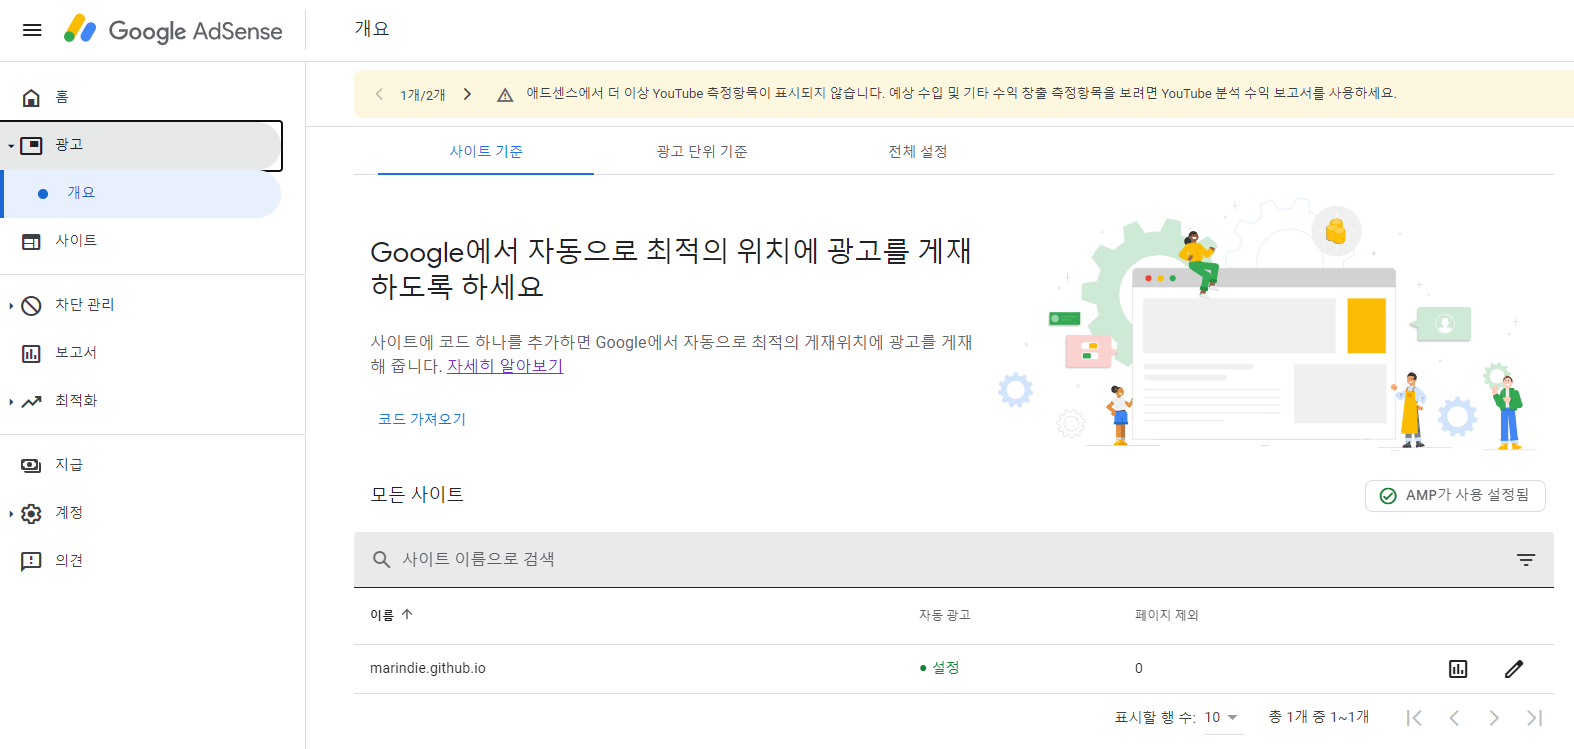 Google AdSense
개요
홈
광고
개요
사이트
차단 관리
보고서
최적화
지급
계정
의견
1개/2개
애드센스에서 더 이상 YouTube 측정항목이 표시되지 않습니다. 예상 수입 및 기타 수익 창출 측정항목을 보려면 YouTube 분석 수익 보고서를 사용하세요.
사이트 기준 광고 단위 기준 전체 설정
Google에서 자동으로 최적의 위치에 광고를 게재
하도록 하세요
사이트에 코드 하나를 추가하면 Google에서 자동으로 최적의 게재위치에 광고를 게재
해 줍니다. 자세히 알아보기
코드 가져오기
모든 사이트
AMP가 사용 설정됨
사이트 이름으로 검색
이름 자동 광고 페이지 제외
marindie.github.io 설정 0
표시할 행 수: 10 총 1개 중 1~1개